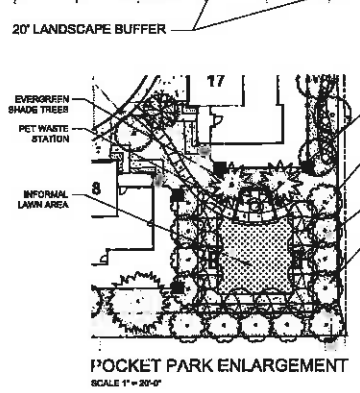 20' LANDSCAPE BUFFER
17
EVERGREEN
SHADE TREES
PET WASTE
STATION
8
INFORMAL
LAWN AREA
POCKET PARK ENLARGEMENT
SCALE 1" = 20'-0"